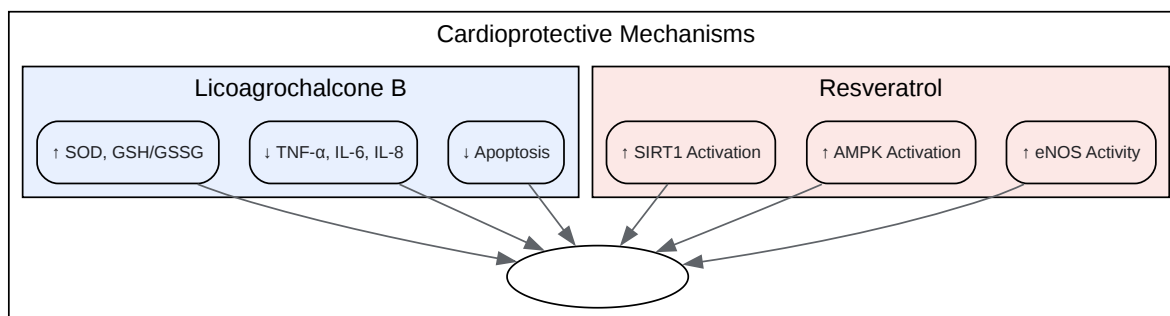 Cardioprotective Mechanisms
Licoagrochalcone B
↑ SOD, GSH/GSSG
↓ TNF-α, IL-6, IL-8
↓ Apoptosis
Resveratrol
↑ SIRT1 Activation
↑ AMPK Activation
↑ eNOS Activity